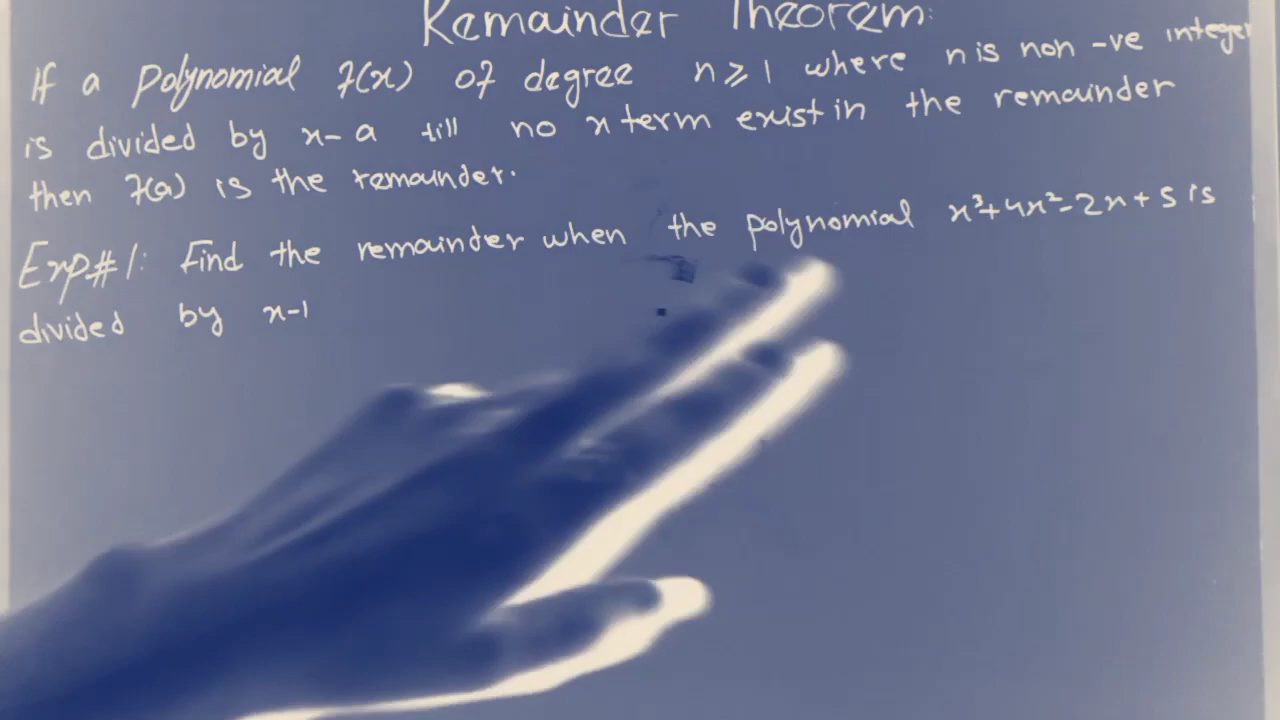 Remainder Theorem:
If a polynomial f(x) of degree n ≥ 1 where n is non -ve integer
is divided by x-a till no x term exist in the remainder
then f(a) is the remainder.
Exp#1: Find the remainder when the polynomial x³+4x²-2x+5 is
divided by x-1